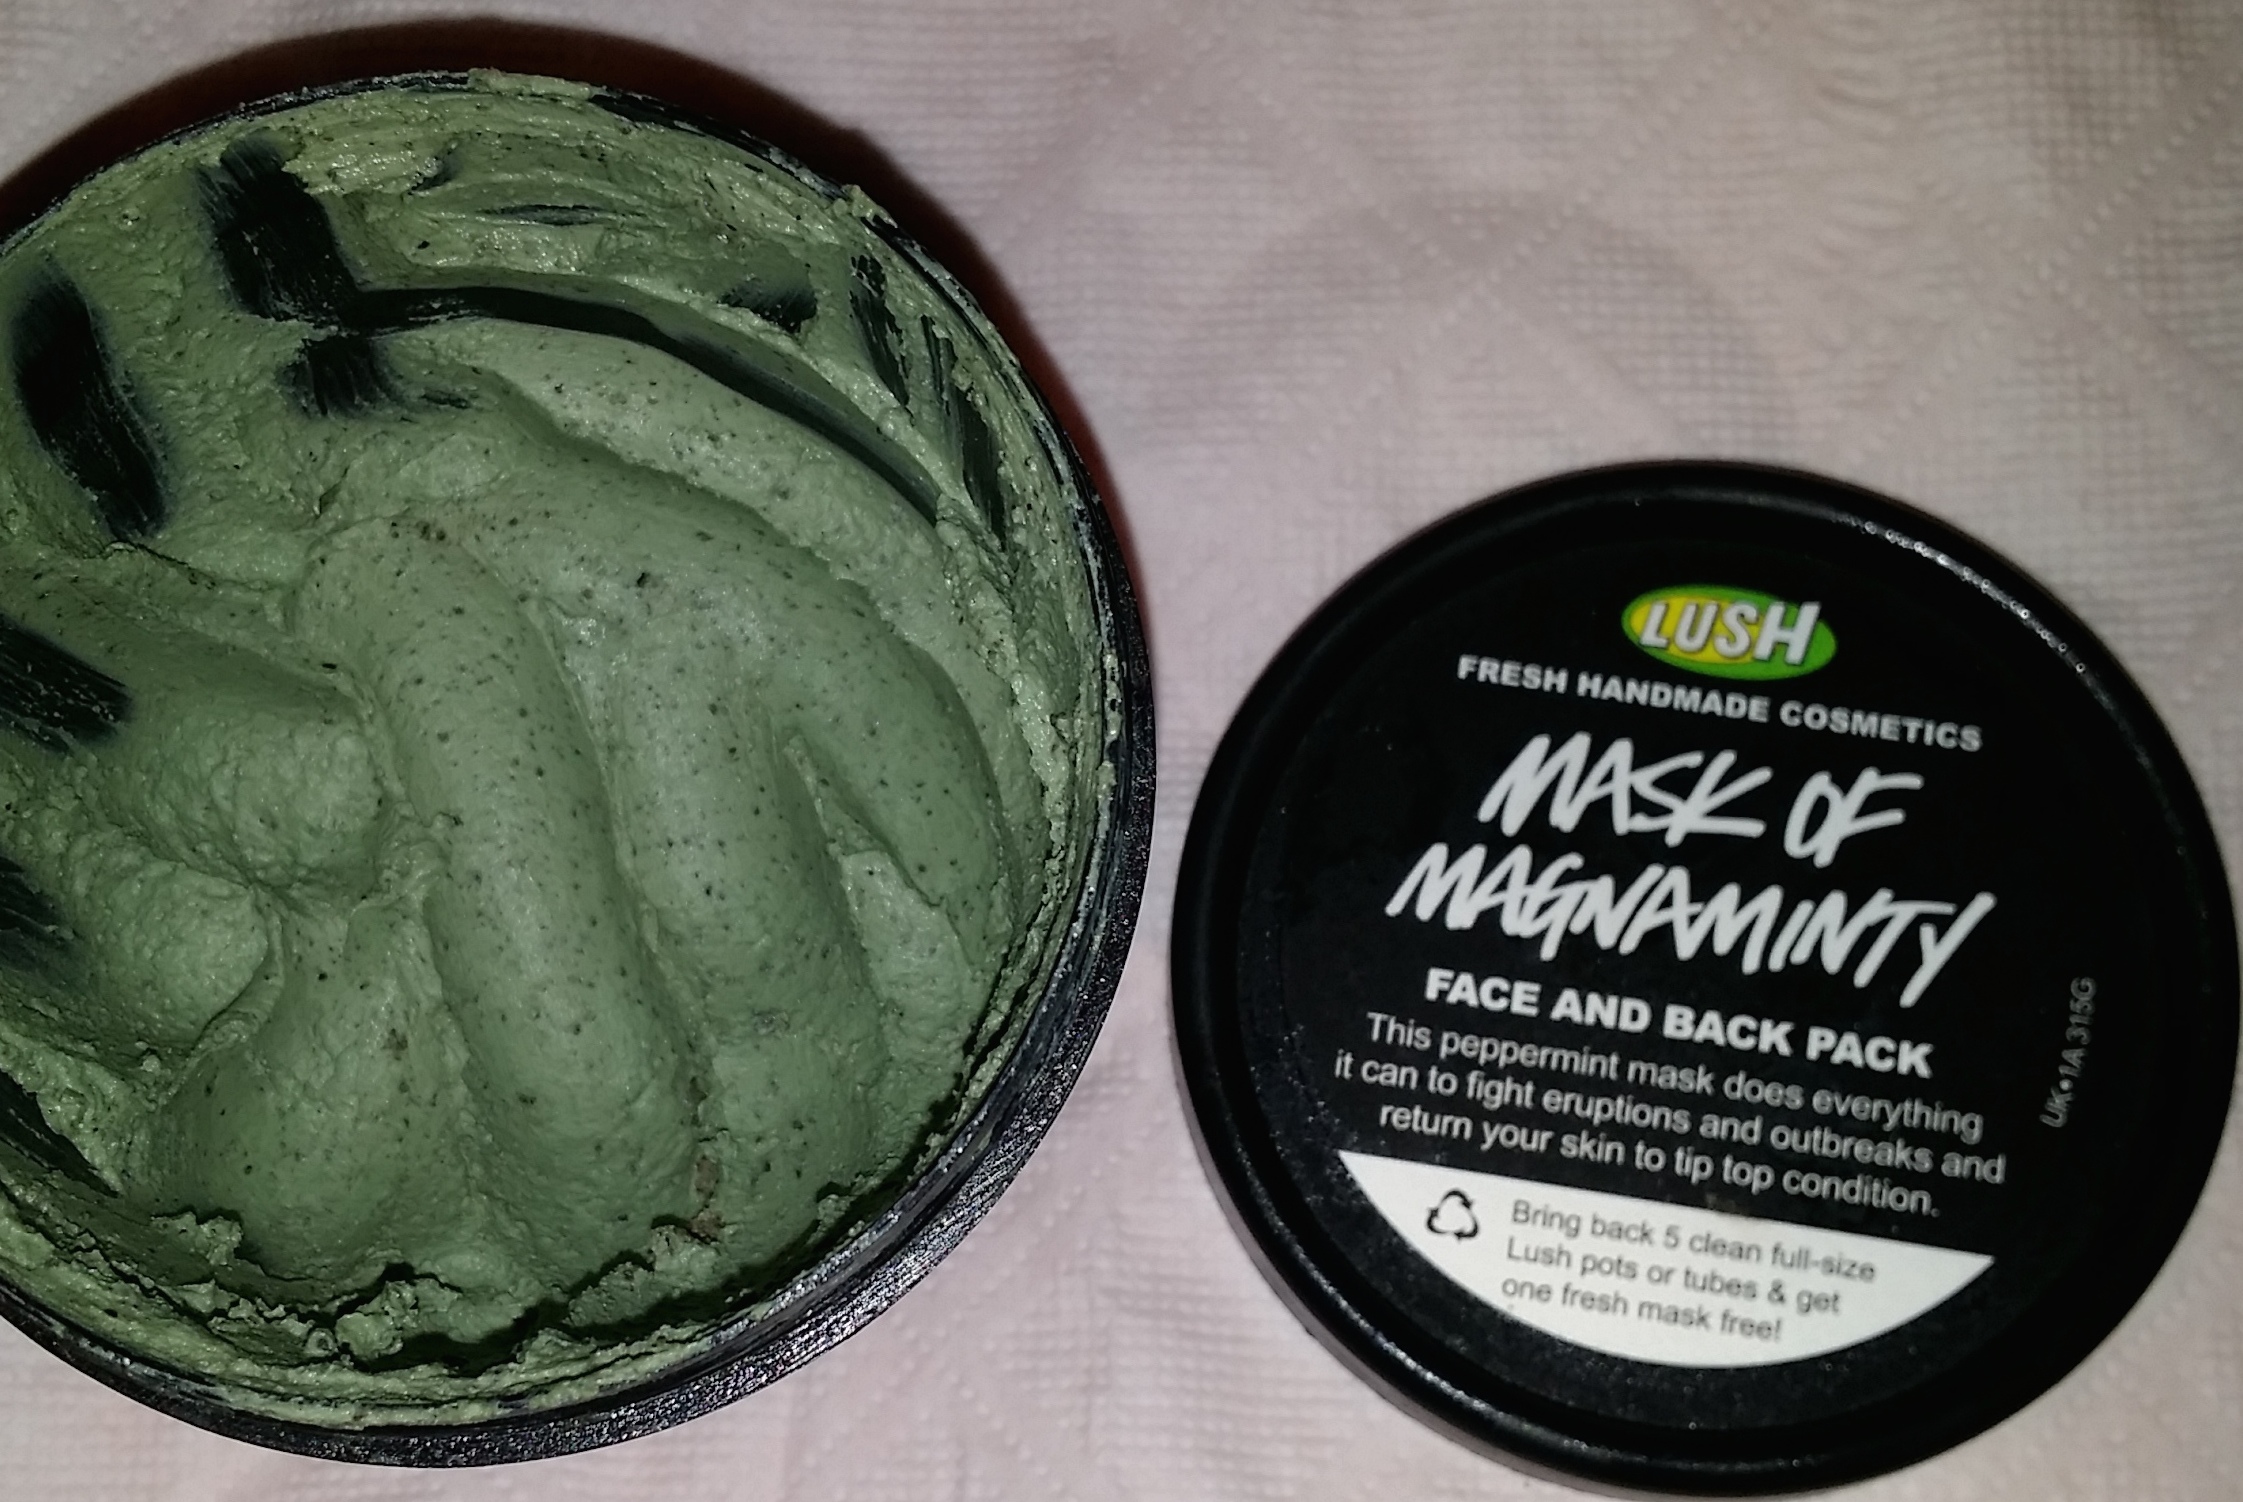 LUSH
FRESH HANDMADE COSMETICS
MASK OF
MAGNAMINTY
FACE AND BACK PACK
This peppermint mask does everything
it can to fight eruptions and outbreaks and
return your skin to tip top condition.
Bring back 5 clean full-size
Lush pots or tubes & get
one fresh mask free!
UK•1A 315G